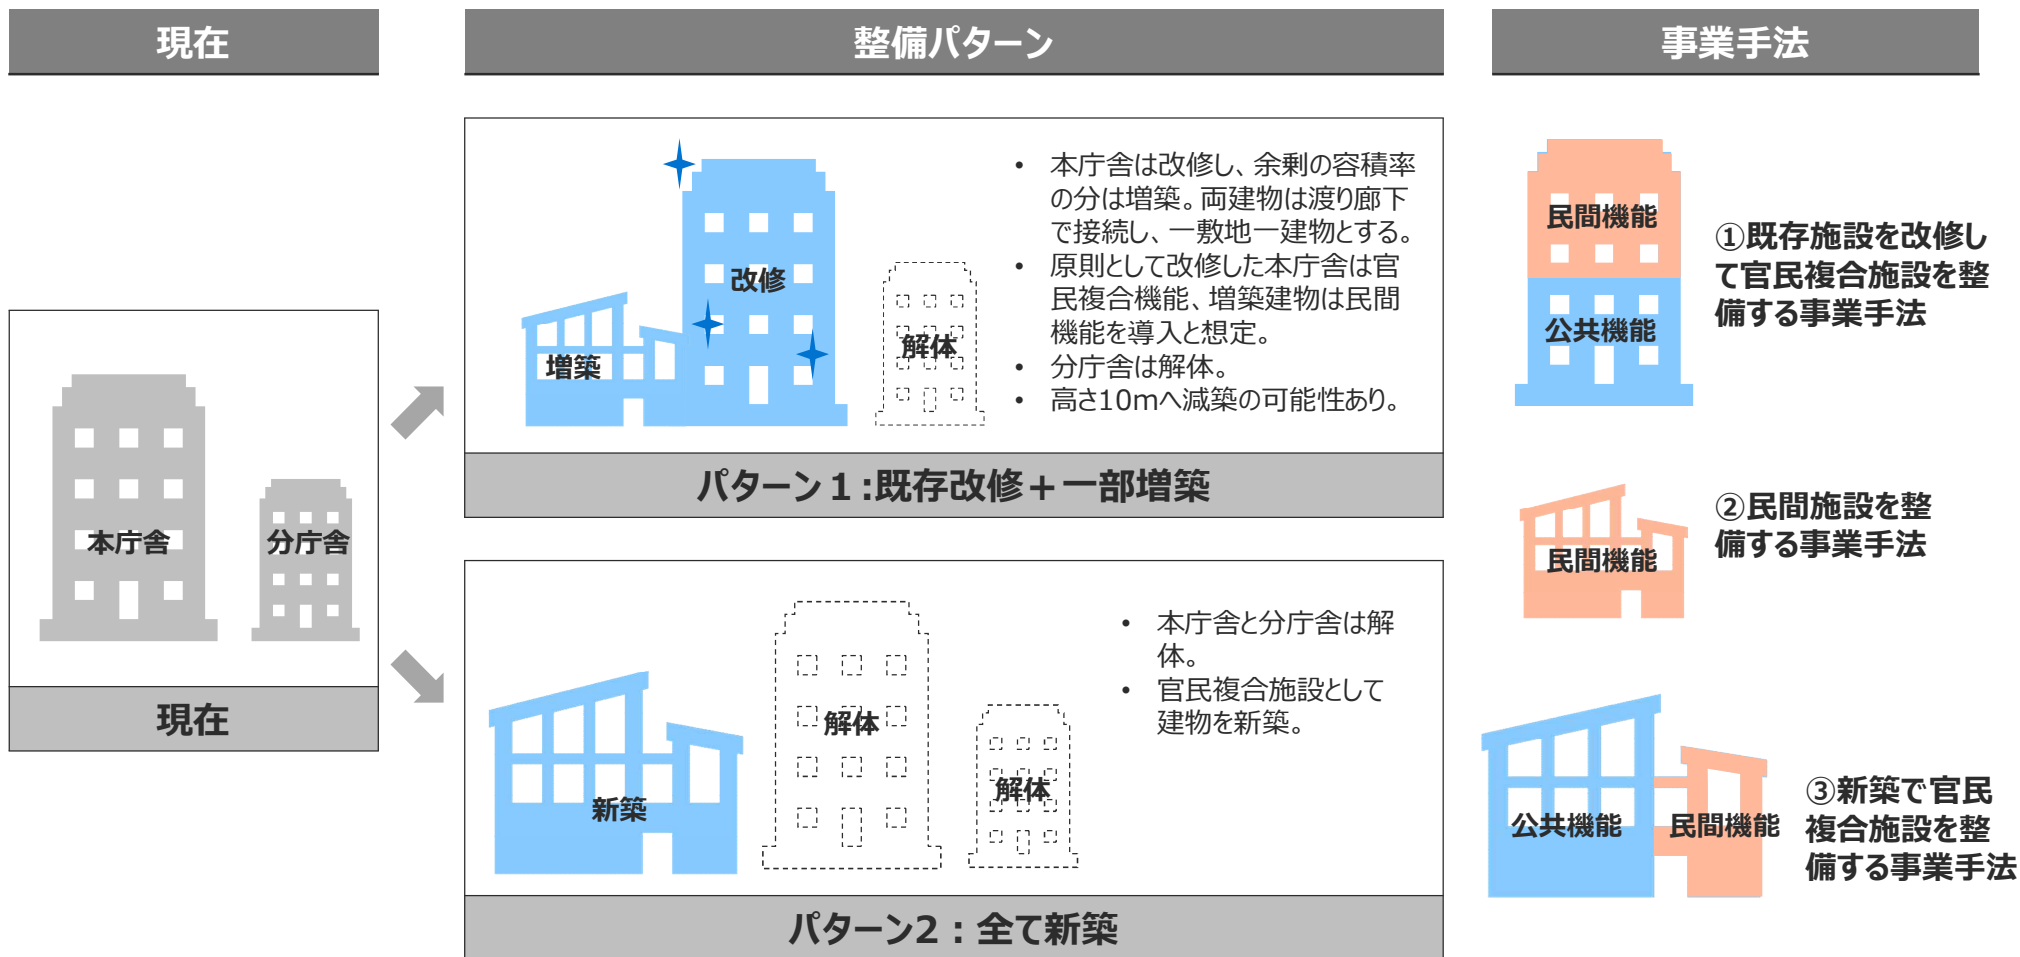 現在
整備パターン
事業手法
本庁舎
分庁舎
現在
増築
改修
解体
• 本庁舎は改修し、余剰の容積率
の分は増築。両建物は渡り廊下
で接続し、一敷地一建物とする。
• 原則として改修した本庁舎は官
民複合機能、増築建物は民間
機能を導入と想定。
• 分庁舎は解体。
• 高さ10mへ減築の可能性あり。
パターン１:既存改修＋一部増築
新築
解体
解体
• 本庁舎と分庁舎は解
体。
• 官民複合施設として
建物を新築。
パターン2：全て新築
民間機能
公共機能
①既存施設を改修し
て官民複合施設を整
備する事業手法
民間機能
②民間施設を整
備する事業手法
公共機能
民間機能
③新築で官民
複合施設を整
備する事業手法